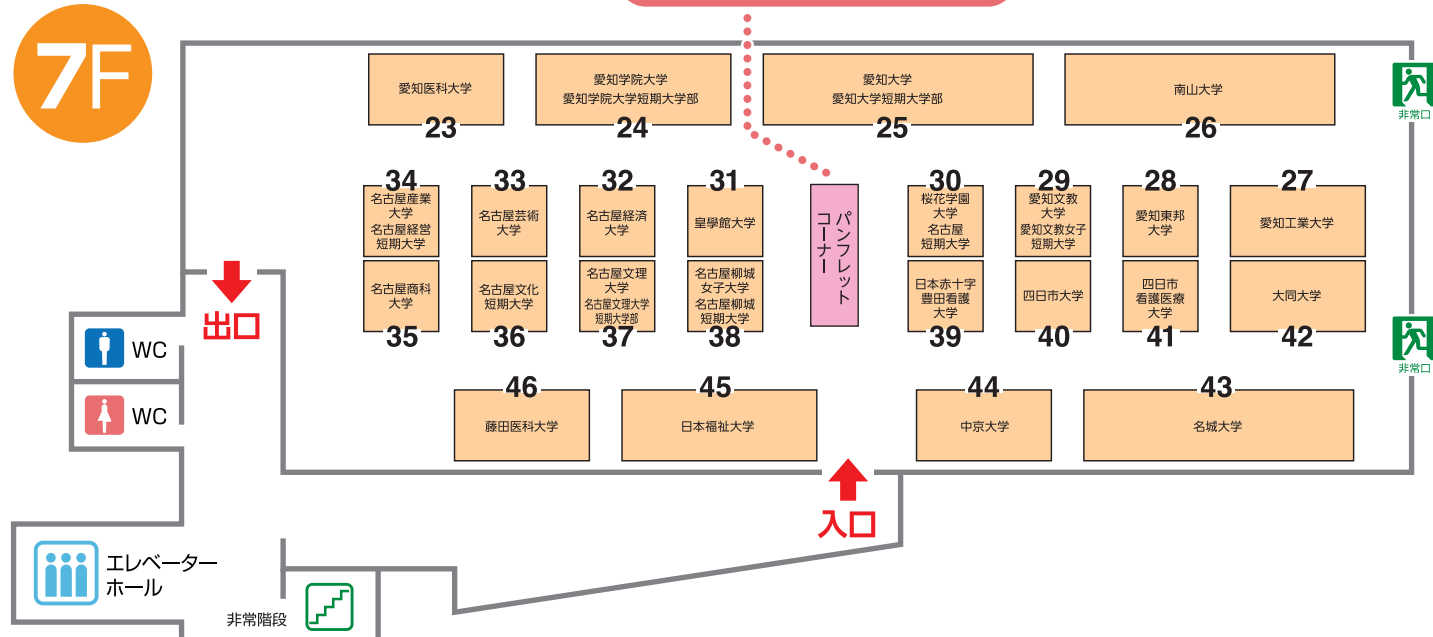 7F
愛知医科大学
23
愛知学院大学
愛知学院大学短期大学部
24
愛知大学
愛知大学短期大学部
25
南山大学
26
非常口
34
名古屋産業
大学
名古屋経営
短期大学
33
名古屋芸術
大学
32
名古屋経済
大学
31
皇學館大学
パンフレット
コーナー
30
桜花学園
大学
名古屋
短期大学
29
愛知文教
大学
愛知文教女子
短期大学
28
愛知東邦
大学
27
愛知工業大学
名古屋商科
大学
35
名古屋文化
短期大学
36
名古屋文理
大学
名古屋文理大学
短期大学部
37
名古屋柳城
女子大学
名古屋柳城
短期大学
38
日本赤十字
豊田看護
大学
39
四日市大学
40
四日市
看護医療
大学
41
大同大学
42
非常口
出口
WC
WC
46
藤田医科大学
45
日本福祉大学
44
中京大学
43
名城大学
入口
エレベーター
ホール
非常階段